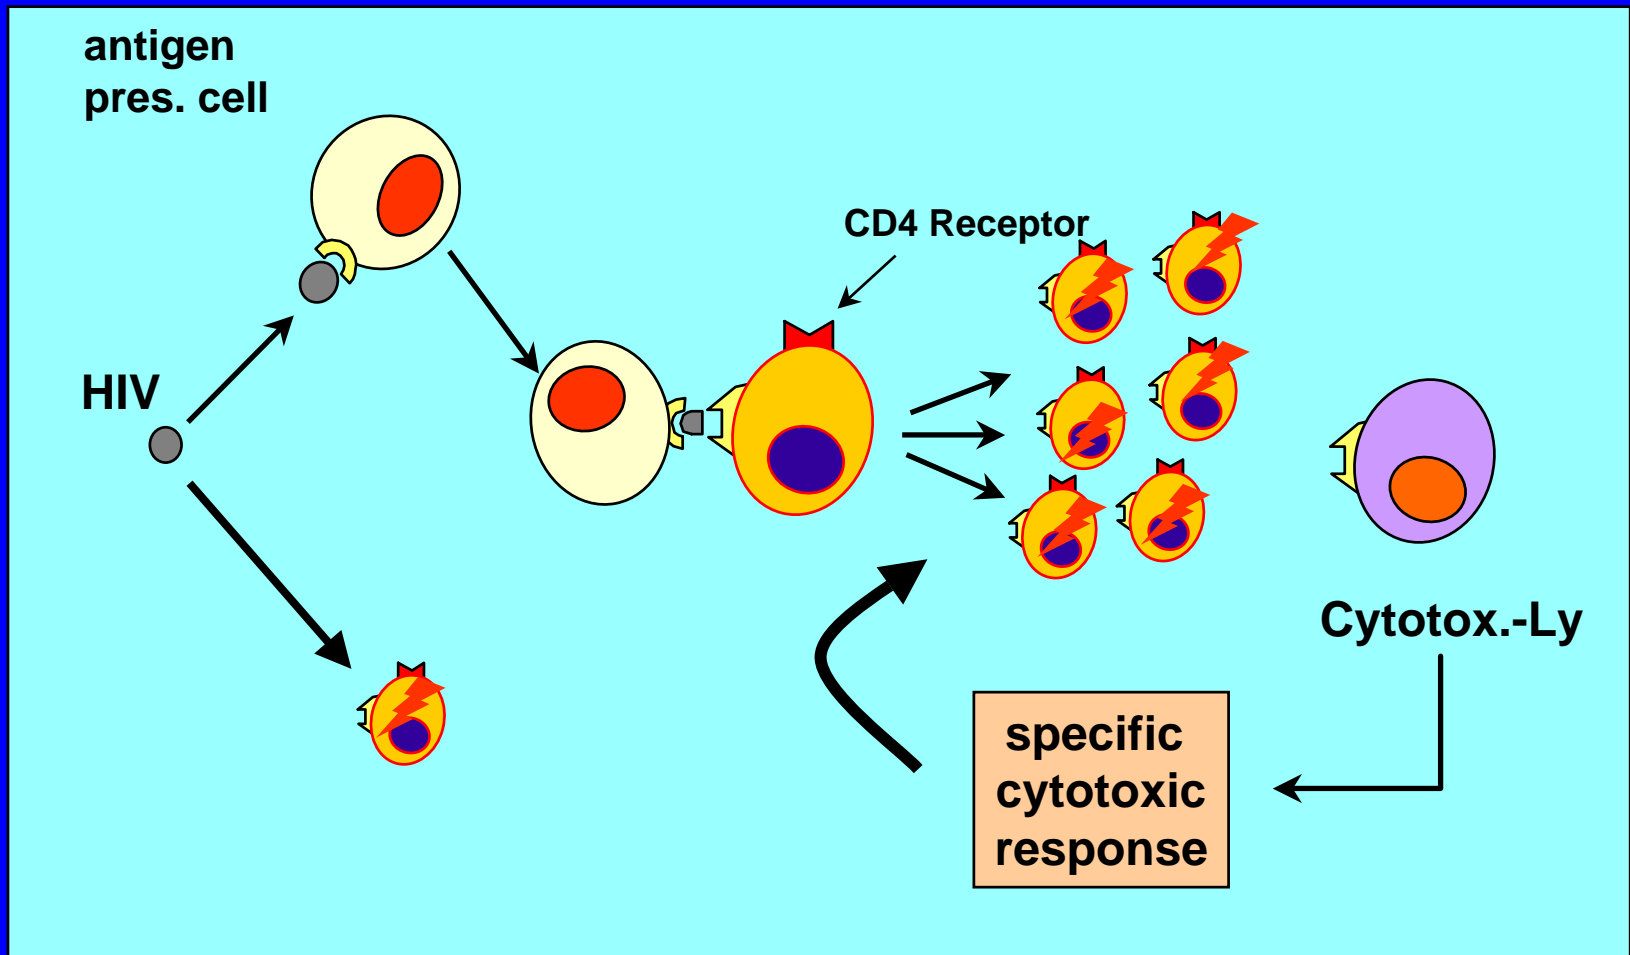 antigen
pres. cell
CD4 Receptor
HIV
Cytotox.-Ly
specific
cytotoxic
response